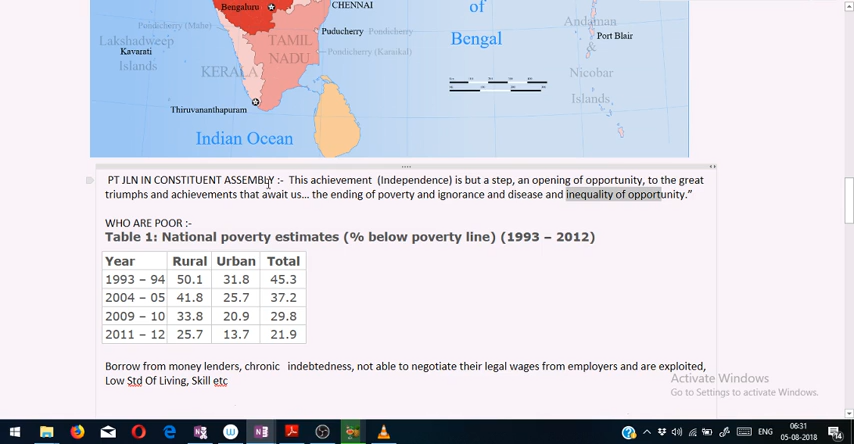 Bengaluru
CHENNAI
of
Bengal
Pondicherry (Mahe)
Puducherry Pondicherry
Lakshadweep
Kavarati
Islands
TAMIL
NADU
Pondicherry (Karaikal)
KERALA
Andaman
Port Blair
&
Nicobar
Islands
Thiruvananthapuram
Indian Ocean
PT JLN IN CONSTITUENT ASSEMBLY :- This achievement (Independence) is but a step, an opening of opportunity, to the great
triumphs and achievements that await us... the ending of poverty and ignorance and disease and inequality of opportunity.”
WHO ARE POOR :-
Table 1: National poverty estimates (% below poverty line) (1993 – 2012)
Year Rural Urban Total
1993 – 94 50.1 31.8 45.3
2004 – 05 41.8 25.7 37.2
2009 – 10 33.8 20.9 29.8
2011 – 12 25.7 13.7 21.9
Borrow from money lenders, chronic indebtedness, not able to negotiate their legal wages from employers and are exploited,
Low Std Of Living, Skill etc
Activate Windows
Go to Settings to activate Windows.
ENG
06:31
05-08-2018
14